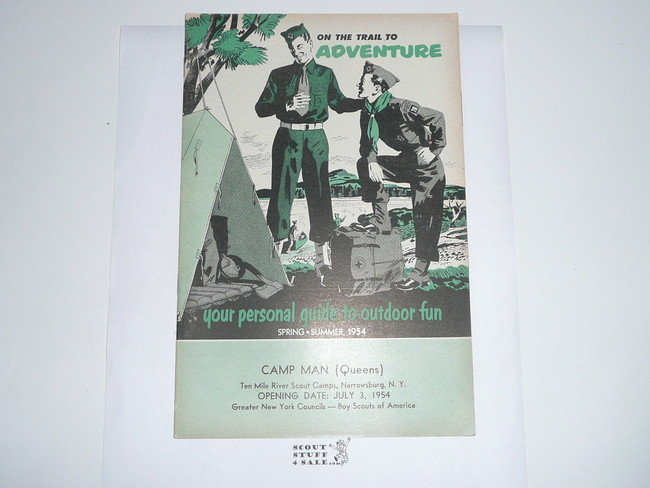 ON THE TRAIL TO
ADVENTURE
your personal guide to outdoor fun
SPRING • SUMMER, 1954
CAMP MAN (Queens)
Ten Mile River Scout Camps, Narrowsburg, N. Y.
OPENING DATE: JULY 3, 1954
Greater New York Councils — Boy Scouts of America
SCOUT
STUFF
4 SALE.com